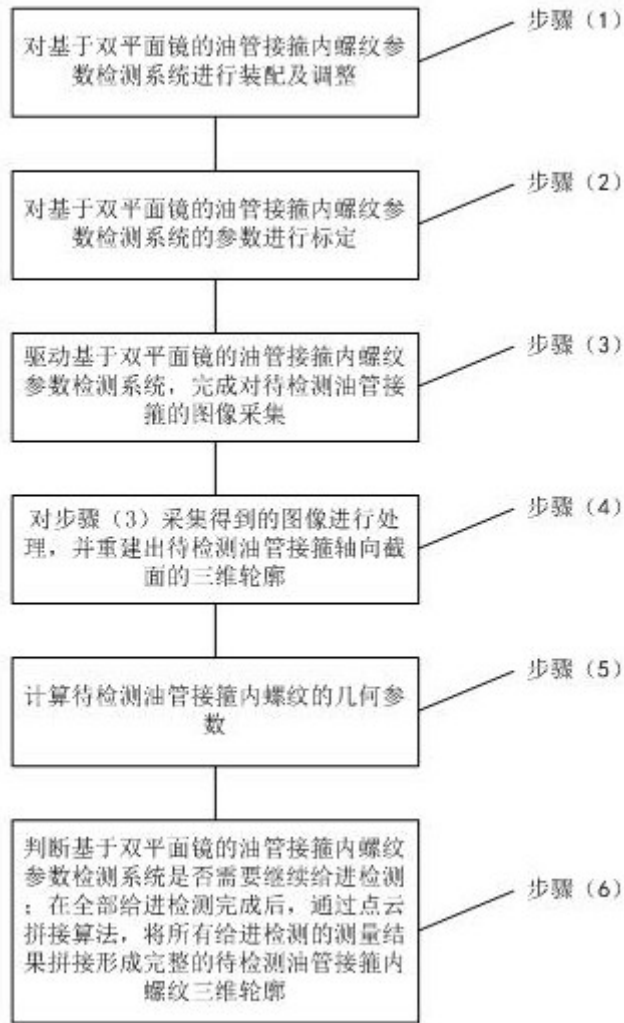 对基于双平面镜的油管接箍内螺纹参
数检测系统进行装配及调整
步骤（1）
对基于双平面镜的油管接箍内螺纹参
数检测系统的参数进行标定
步骤（2）
驱动基于双平面镜的油管接箍内螺纹
参数检测系统，完成对待检测油管接
箍的图像采集
步骤（3）
对步骤（3）采集得到的图像进行处
理，并重建出待检测油管接箍轴向截
面的三维轮廓
步骤（4）
计算待检测油管接箍内螺纹的几何参
数
步骤（5）
判断基于双平面镜的油管接箍内螺纹
参数检测系统是否需要继续给进检测
；在全部给进检测完成后，通过点云
拼接算法，将所有给进检测的测量结
果拼接形成完整的待检测油管接箍内
螺纹三维轮廓
步骤（6）